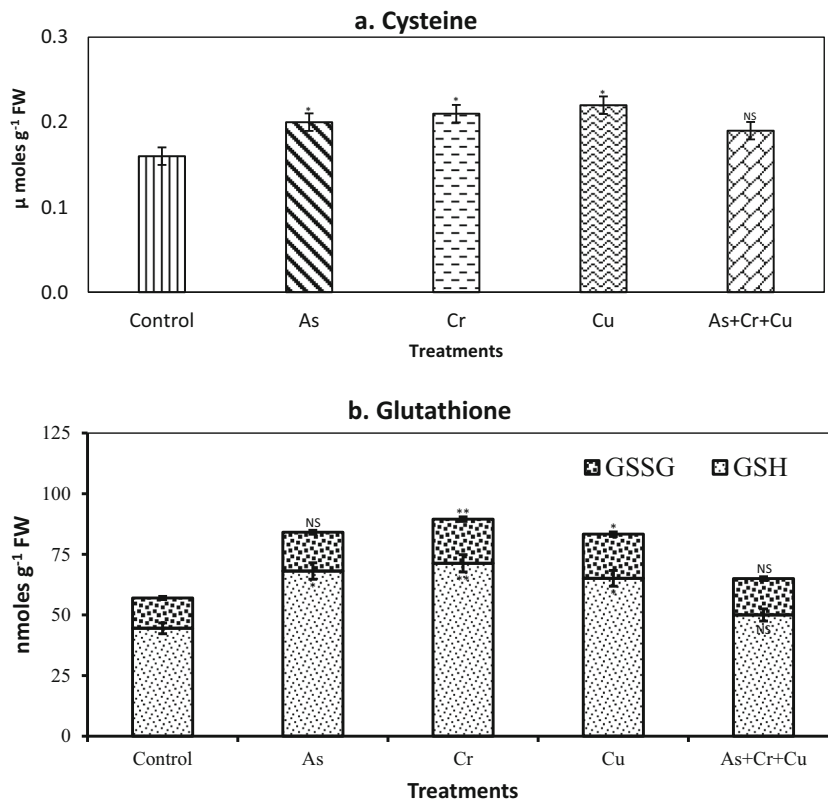 a. Cysteine
0.3
0.2
0.1
0.0
µ moles g⁻¹ FW
*
*
*
NS
Control As Cr Cu As+Cr+Cu
Treatments
b. Glutathione
125
100
75
50
25
0
nmoles g⁻¹ FW
GSSG GSH
NS
**
*
NS
*
**
*
NS
Control As Cr Cu As+Cr+Cu
Treatments